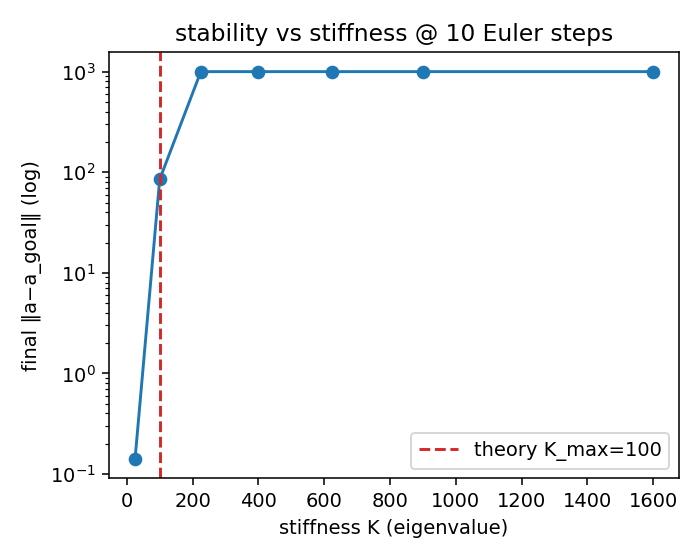 stability vs stiffness @ 10 Euler steps
final ‖a−a_goal‖ (log)
10³
10²
10¹
10⁰
10⁻¹
theory K_max=100
0 200 400 600 800 1000 1200 1400 1600
stiffness K (eigenvalue)